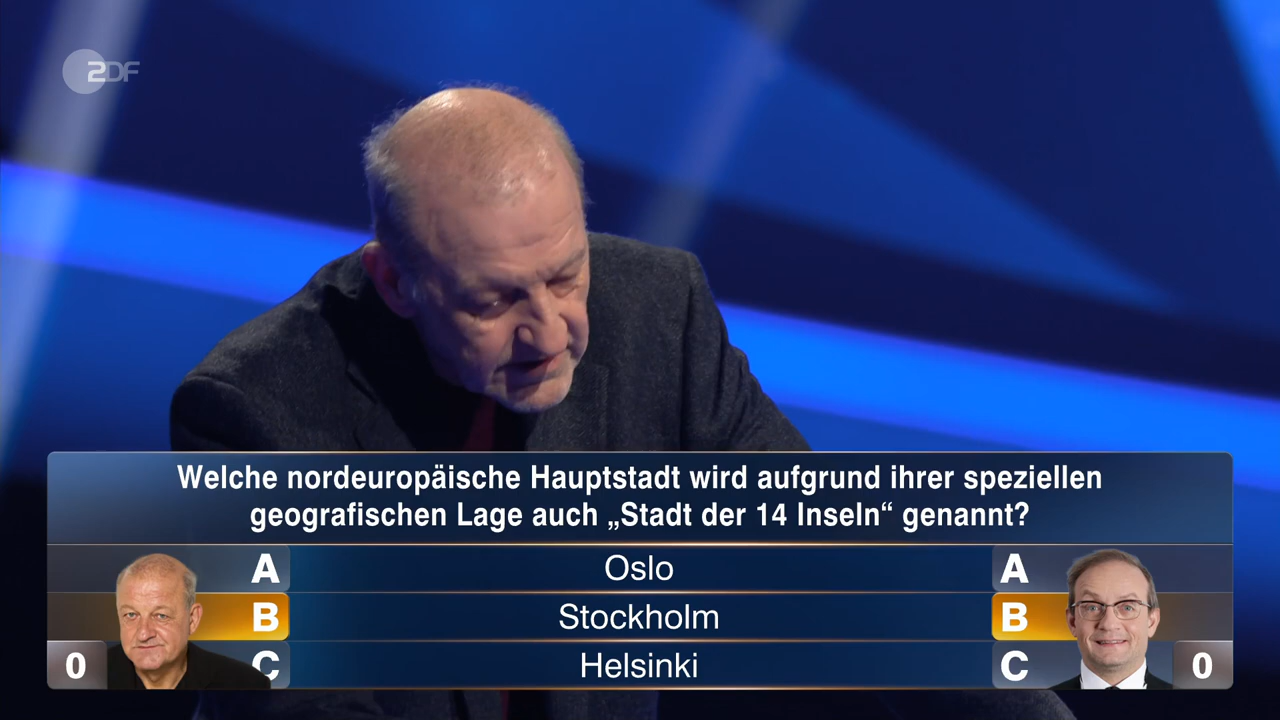 ZDF
Welche nordeuropäische Hauptstadt wird aufgrund ihrer speziellen
geografischen Lage auch „Stadt der 14 Inseln“ genannt?
A Oslo A
B Stockholm B
0 C Helsinki C 0